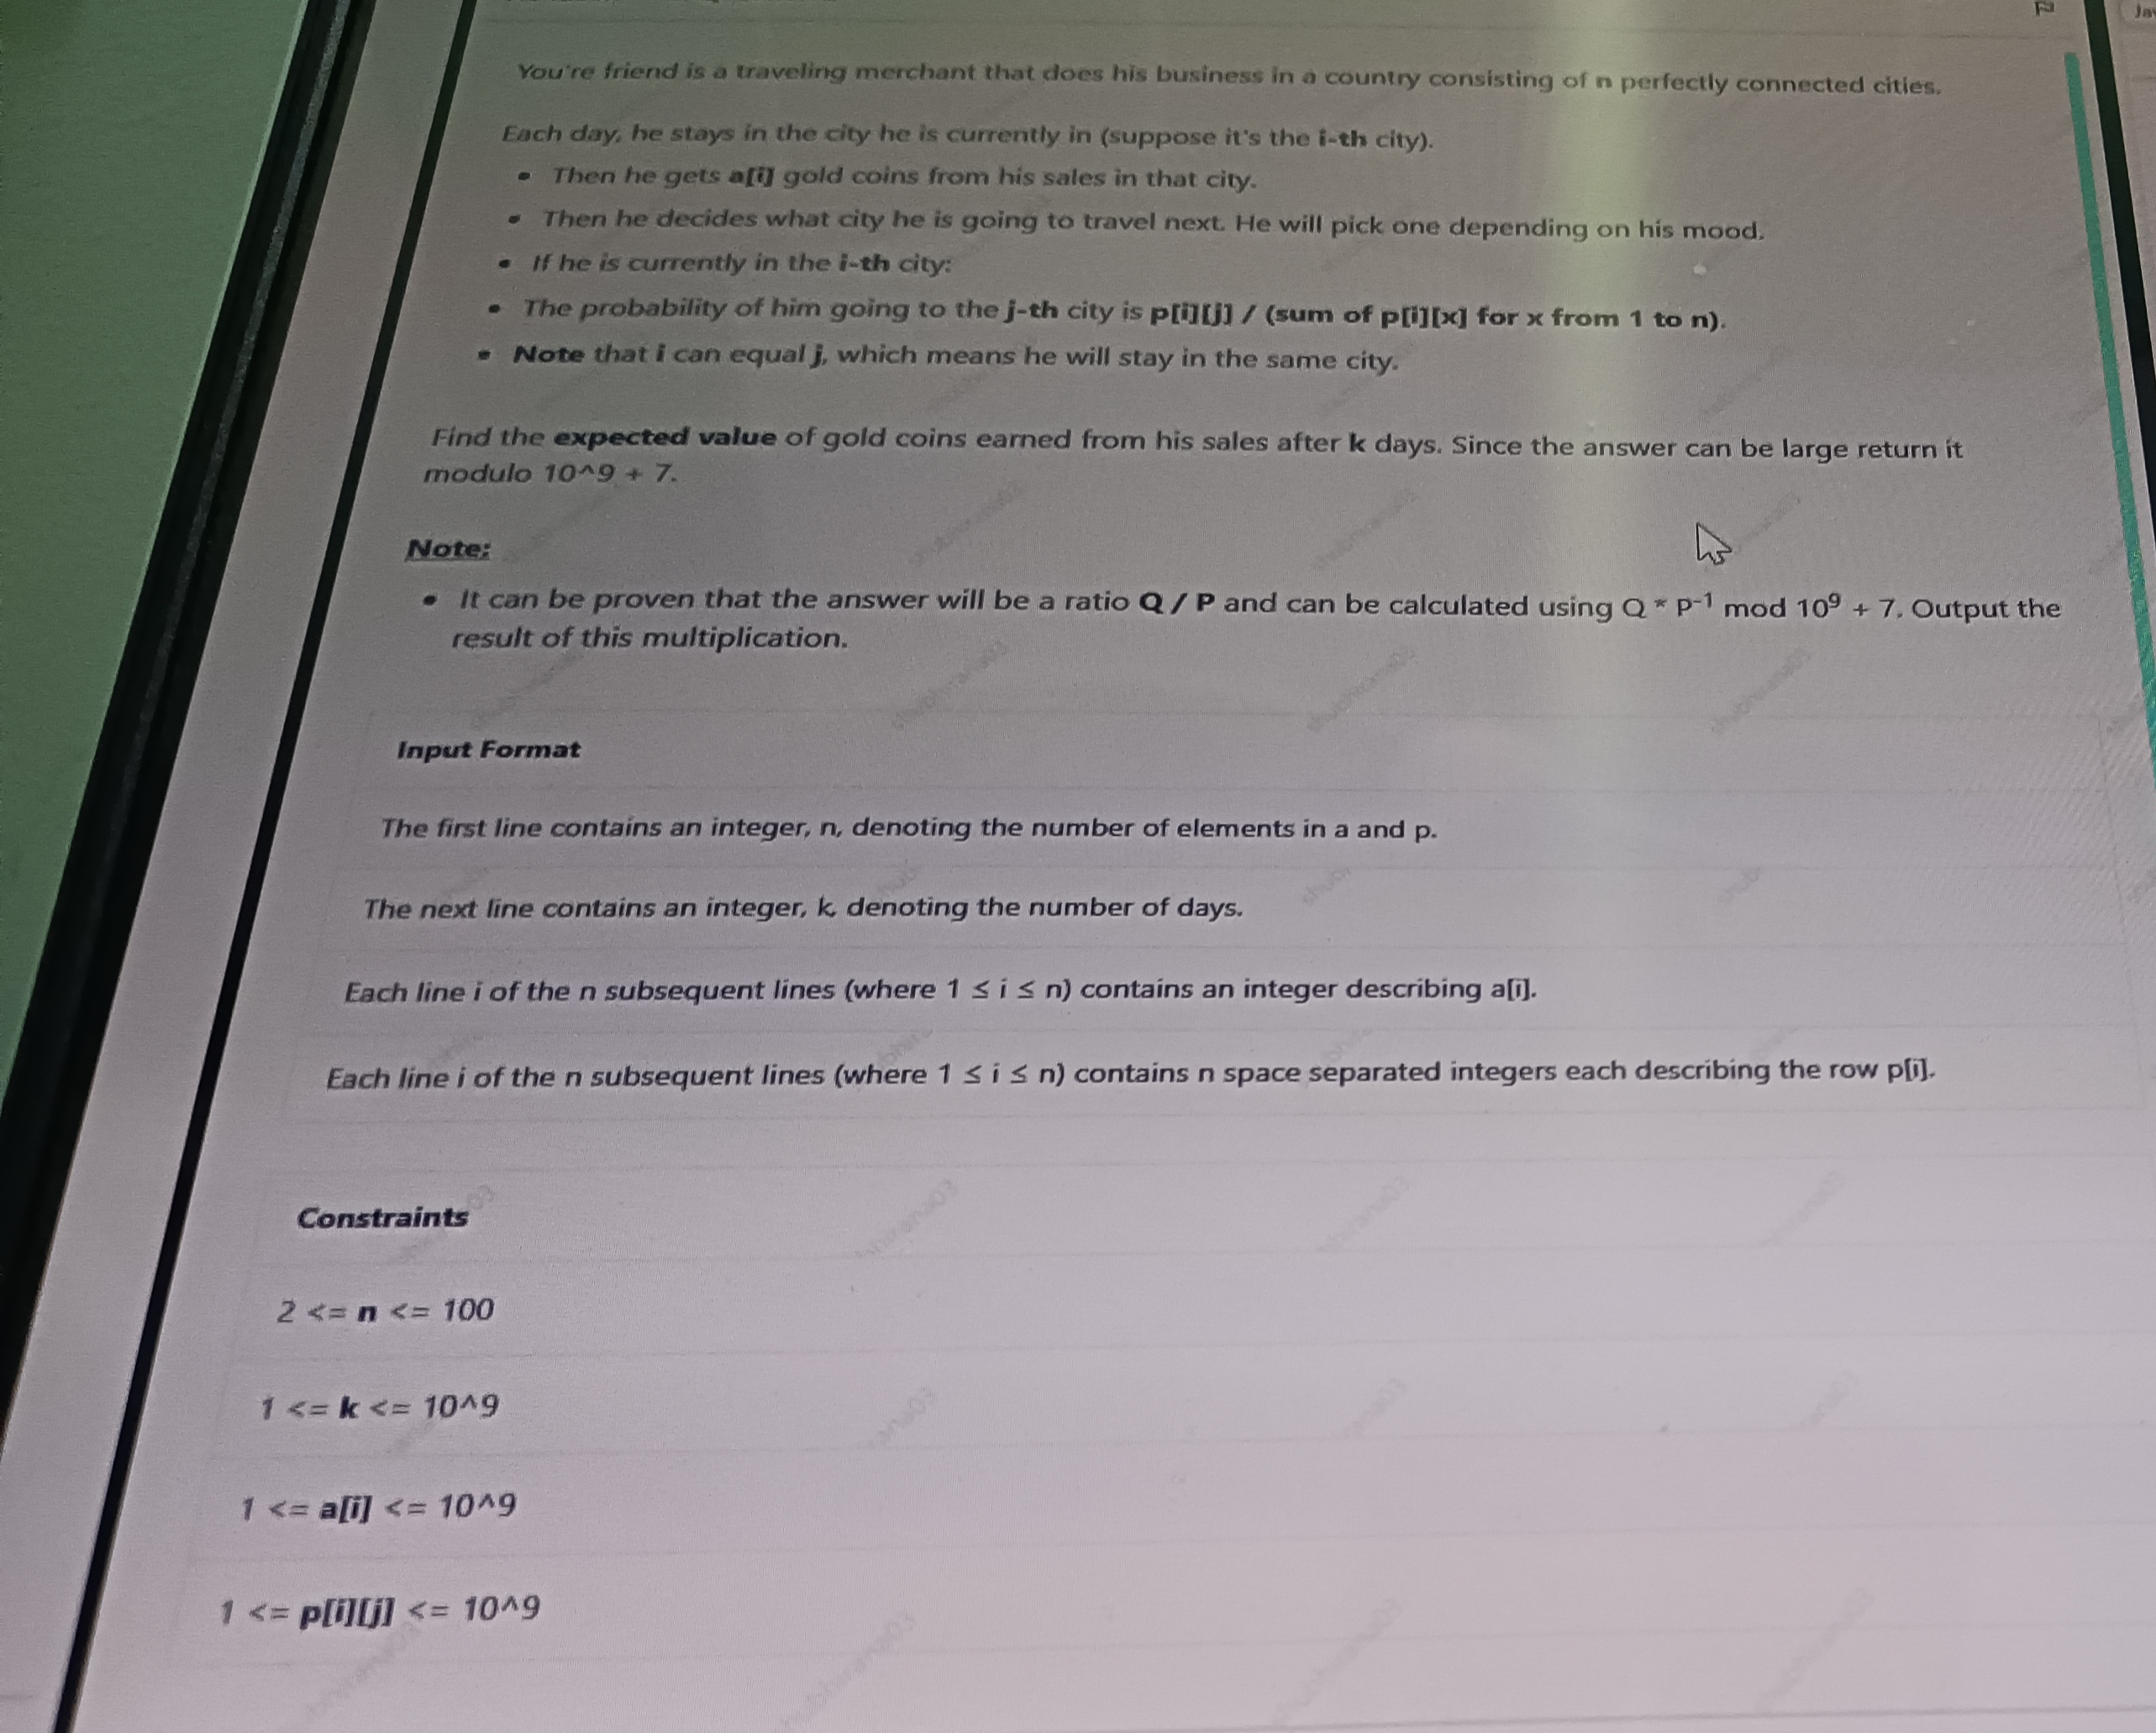 You're friend is a traveling merchant that does his business in a country consisting of n perfectly connected cities.
Each day, he stays in the city he is currently in (suppose it's the i-th city).
• Then he gets a[i] gold coins from his sales in that city.
• Then he decides what city he is going to travel next. He will pick one depending on his mood.
• If he is currently in the i-th city:
• The probability of him going to the j-th city is p[i][j] / (sum of p[i][x] for x from 1 to n).
• Note that i can equal j, which means he will stay in the same city.
Find the expected value of gold coins earned from his sales after k days. Since the answer can be large return it
modulo 10^9 + 7.
Note:
• It can be proven that the answer will be a ratio Q / P and can be calculated using Q * P⁻¹ mod 10⁹ + 7. Output the
result of this multiplication.
Input Format
The first line contains an integer, n, denoting the number of elements in a and p.
The next line contains an integer, k, denoting the number of days.
Each line i of the n subsequent lines (where 1 ≤ i ≤ n) contains an integer describing a[i].
Each line i of the n subsequent lines (where 1 ≤ i ≤ n) contains n space separated integers each describing the row p[i].
Constraints
2 <= n <= 100
1 <= k <= 10^9
1 <= a[i] <= 10^9
1 <= p[i][j] <= 10^9